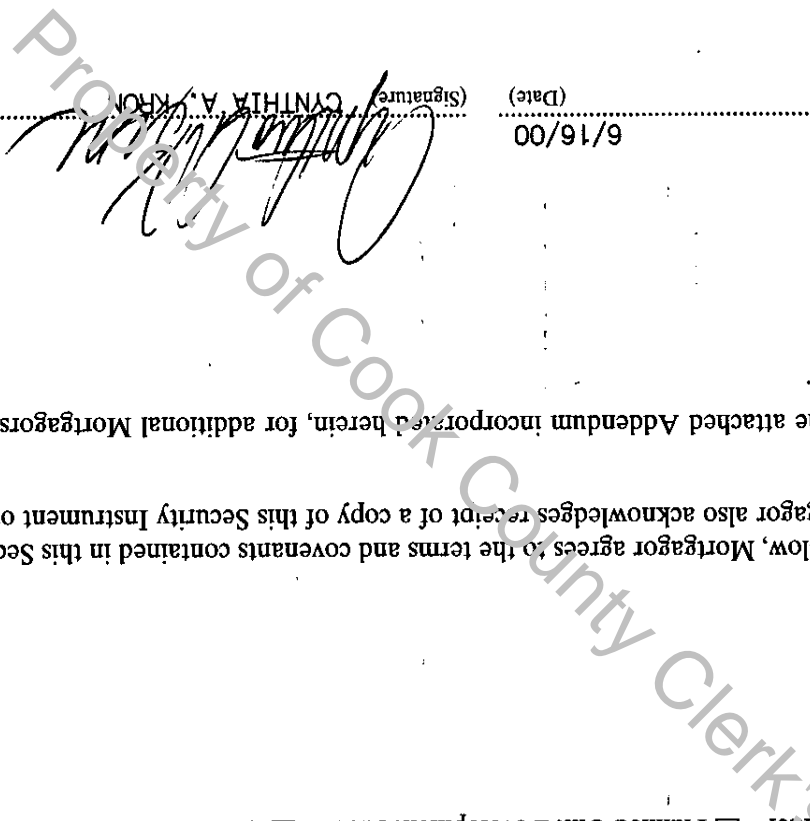 low, Mortgagor agrees to the terms and covenants contained in this Sec
gagor also acknowledges receipt of a copy of this Security Instrument o
e attached Addendum incorporated herein, for additional Mortgagors
6/16/00
(Date) (Signature) CYNTHIA A. KRON
Property of Cook County Clerk's